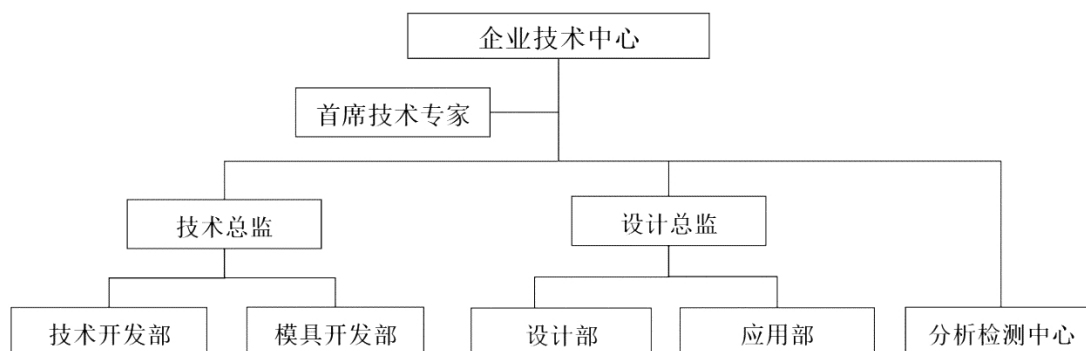 企业技术中心
首席技术专家
技术总监
设计总监
技术开发部
模具开发部
设计部
应用部
分析检测中心